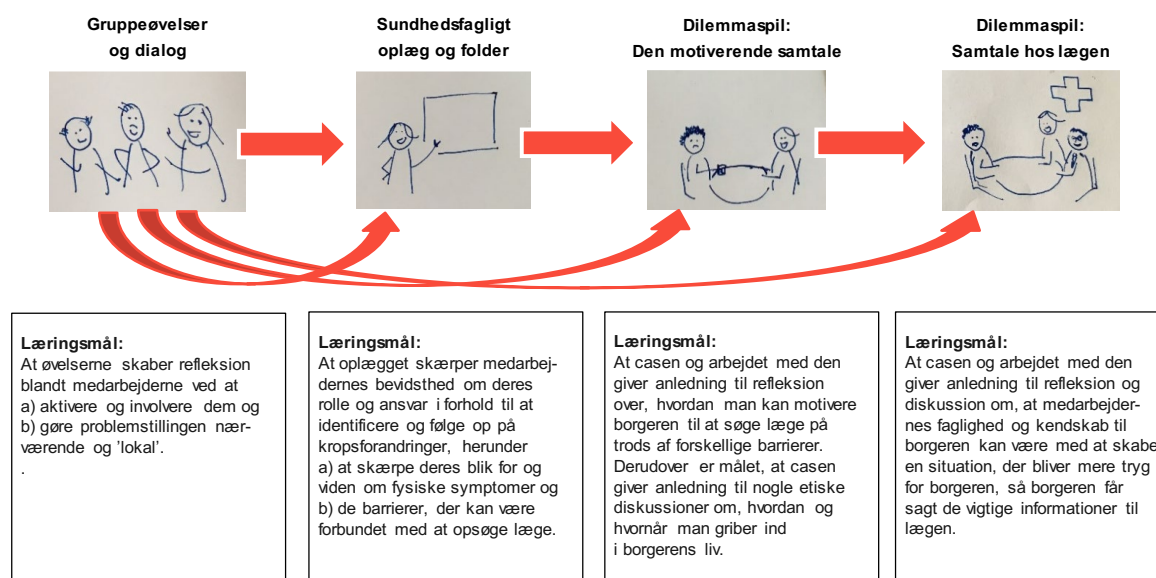 Gruppeøvelser
og dialog
Sundhedsfagligt
oplæg og folder
Dilemmaspil:
Den motiverende samtale
Dilemmaspil:
Samtale hos lægen
Læringsmål:
At øvelserne skaber refleksion
blandt medarbejderne ved at
a) aktivere og involvere dem og
b) gøre problemstillingen nær-
værende og 'lokal'.
.
Læringsmål:
At oplægget skærper medarbej-
dernes bevidsthed om deres
rolle og ansvar i forhold til at
identificere og følge op på
kropsforandringer, herunder
a) at skærpe deres blik for og
viden om fysiske symptomer og
b) de barrierer, der kan være
forbundet med at opsøge læge.
Læringsmål:
At casen og arbejdet med den
giver anledning til refleksion
over, hvordan man kan motivere
borgeren til at søge læge på
trods af forskellige barrierer.
Derudover er målet, at casen
giver anledning til nogle etiske
diskussioner om, hvordan og
hvornår man griber ind
i borgerens liv.
Læringsmål:
At casen og arbejdet med den
giver anledning til refleksion og
diskussion om, at medarbejder-
nes faglighed og kendskab til
borgeren kan være med at skabe
en situation, der bliver mere tryg
for borgeren, så borgeren får
sagt de vigtige informationer til
lægen.